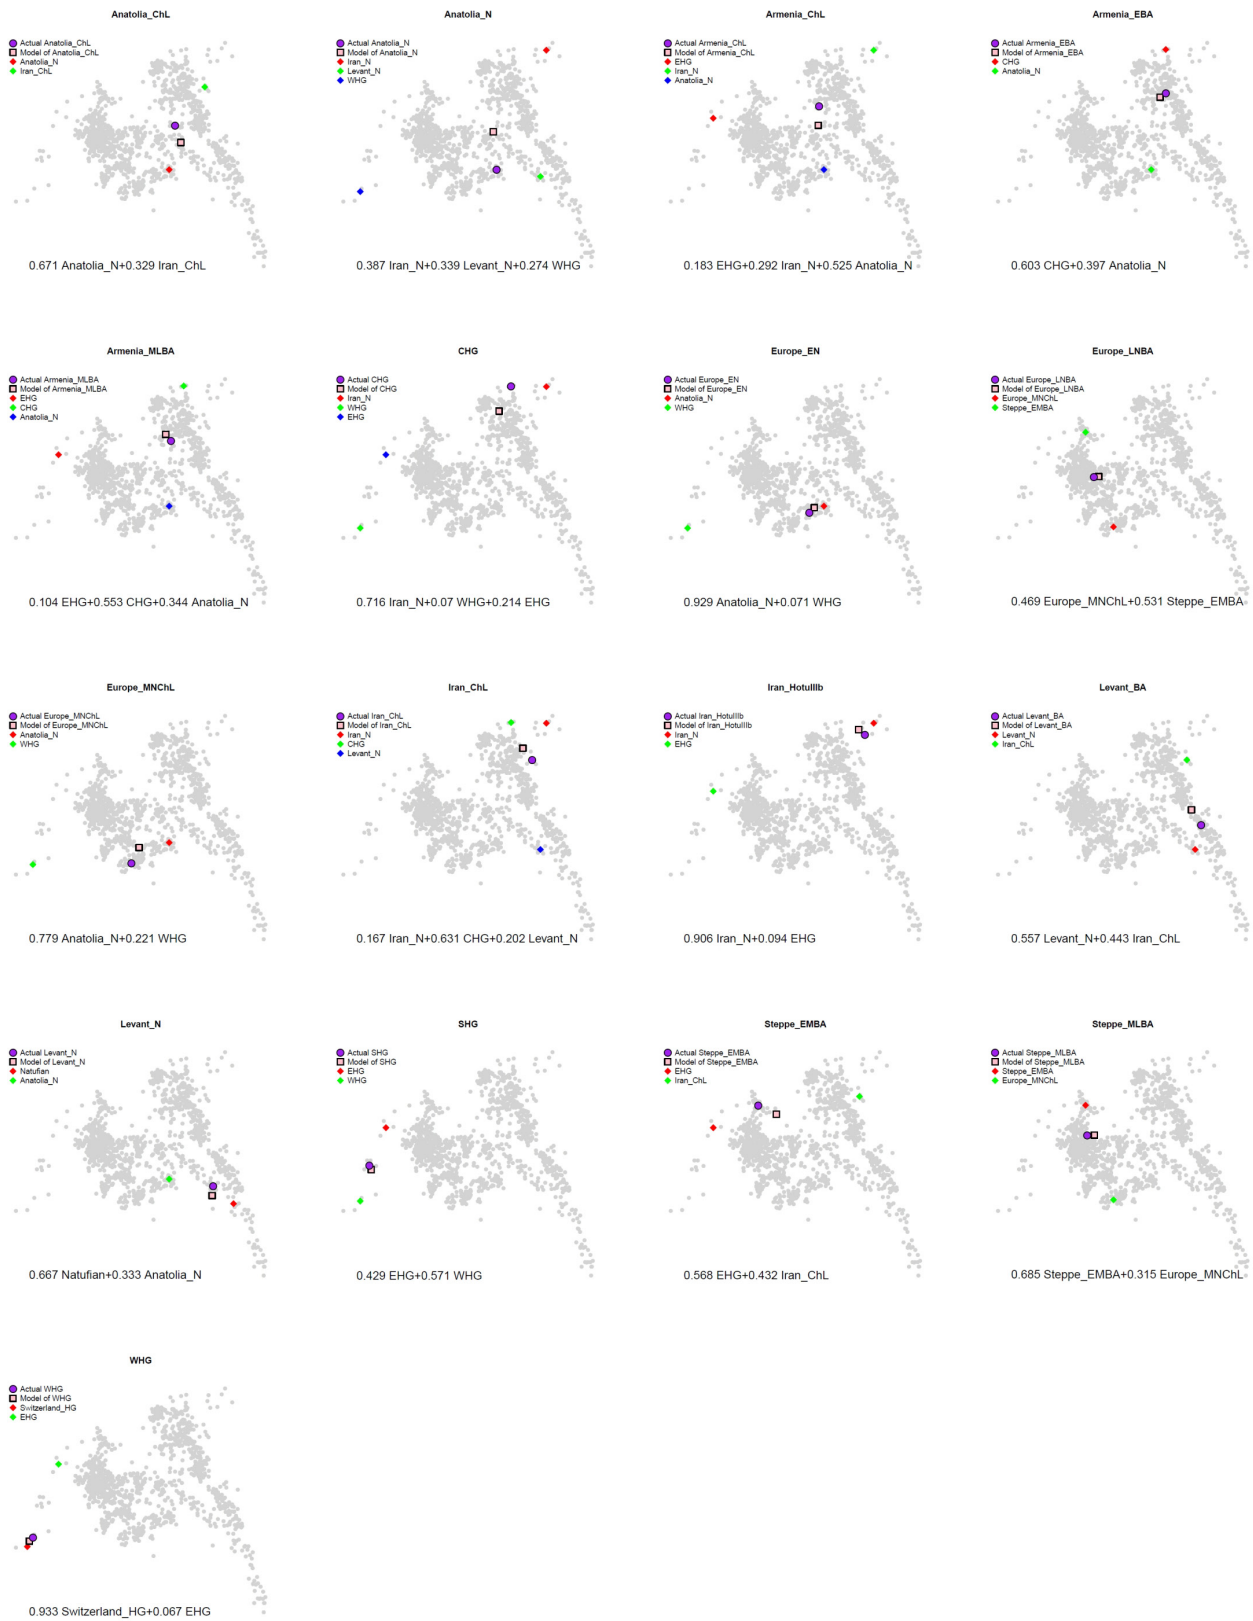 Anatolia_ChL
Actual Anatolia_ChL
Model of Anatolia_ChL
Anatolia_N
Iran_ChL
0.671 Anatolia_N+0.329 Iran_ChL
Anatolia_N
Actual Anatolia_N
Model of Anatolia_N
Iran_N
Levant_N
WHG
0.387 Iran_N+0.339 Levant_N+0.274 WHG
Armenia_ChL
Actual Armenia_ChL
Model of Armenia_ChL
EHG
Iran_N
Anatolia_N
0.183 EHG+0.292 Iran_N+0.525 Anatolia_N
Armenia_EBA
Actual Armenia_EBA
Model of Armenia_EBA
CHG
Anatolia_N
0.603 CHG+0.397 Anatolia_N
Armenia_MLBA
Actual Armenia_MLBA
Model of Armenia_MLBA
EHG
CHG
Anatolia_N
0.104 EHG+0.553 CHG+0.344 Anatolia_N
CHG
Actual CHG
Model of CHG
Iran_N
WHG
EHG
0.716 Iran_N+0.07 WHG+0.214 EHG
Europe_EN
Actual Europe_EN
Model of Europe_EN
Anatolia_N
WHG
0.929 Anatolia_N+0.071 WHG
Europe_LNBA
Actual Europe_LNBA
Model of Europe_LNBA
Europe_MNChL
Steppe_EMBA
0.469 Europe_MNChL+0.531 Steppe_EMBA
Europe_MNChL
Actual Europe_MNChL
Model of Europe_MNChL
Anatolia_N
WHG
0.779 Anatolia_N+0.221 WHG
Iran_ChL
Actual Iran_ChL
Model of Iran_ChL
Iran_N
CHG
Levant_N
0.167 Iran_N+0.631 CHG+0.202 Levant_N
Iran_HotuIIIb
Actual Iran_HotuIIIb
Model of Iran_HotuIIIb
Iran_N
EHG
0.906 Iran_N+0.094 EHG
Levant_BA
Actual Levant_BA
Model of Levant_BA
Levant_N
Iran_ChL
0.557 Levant_N+0.443 Iran_ChL
Levant_N
Actual Levant_N
Model of Levant_N
Natufian
Anatolia_N
0.667 Natufian+0.333 Anatolia_N
SHG
Actual SHG
Model of SHG
EHG
WHG
0.429 EHG+0.571 WHG
Steppe_EMBA
Actual Steppe_EMBA
Model of Steppe_EMBA
EHG
Iran_ChL
0.568 EHG+0.432 Iran_ChL
Steppe_MLBA
Actual Steppe_MLBA
Model of Steppe_MLBA
Steppe_EMBA
Europe_MNChL
0.685 Steppe_EMBA+0.315 Europe_MNChL
WHG
Actual WHG
Model of WHG
Switzerland_HG
EHG
0.933 Switzerland_HG+0.067 EHG